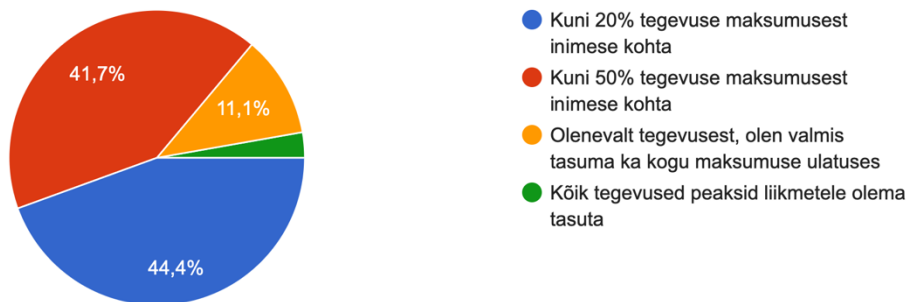 41,7%
11,1%
44,4%
Kuni 20% tegevuse maksumusest
inimese kohta
Kuni 50% tegevuse maksumusest
inimese kohta
Olenevalt tegevusest, olen valmis
tasuma ka kogu maksumuse ulatuses
Kõik tegevused peaksid liikmetele olema
tasuta